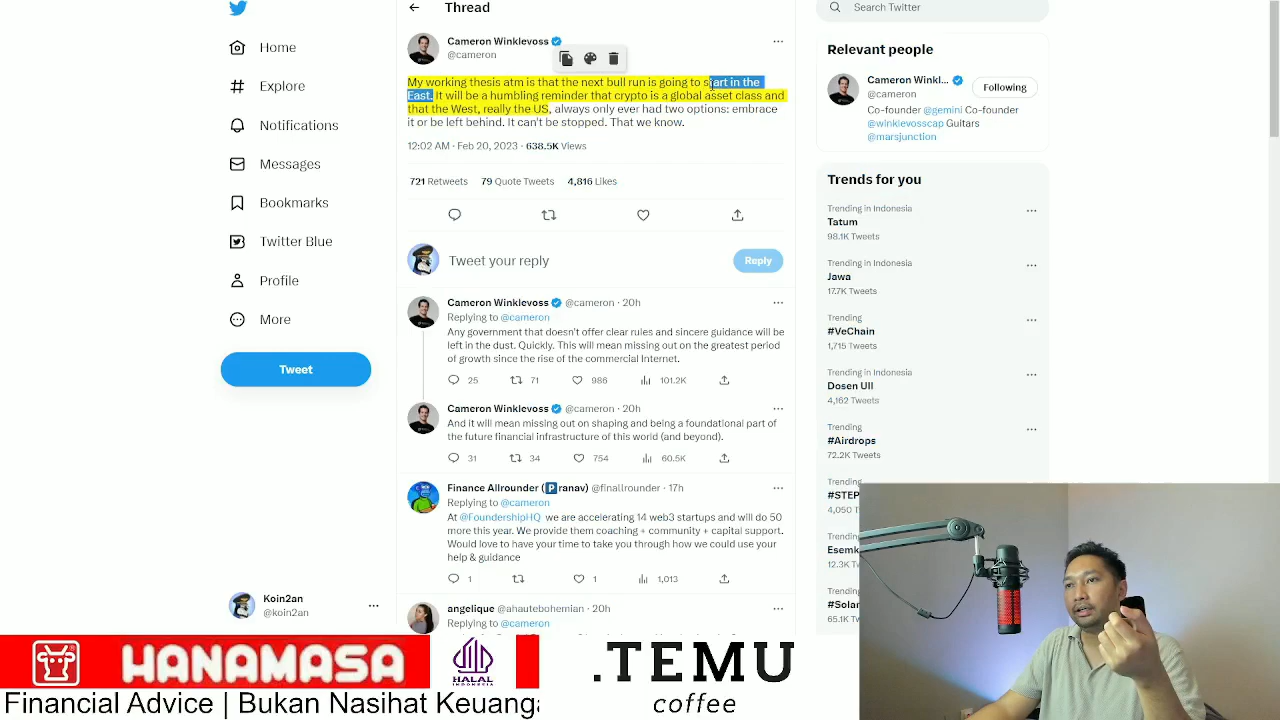 Home
Explore
Notifications
Messages
Bookmarks
Twitter Blue
Profile
More
Tweet
Koin2an
@koin2an
Thread
Cameron Winklevoss
@cameron
My working thesis atm is that the next bull run is going to start in the
East. It will be a humbling reminder that crypto is a global asset class and
that the West, really the US, always only ever had two options: embrace
it or be left behind. It can't be stopped. That we know.
12:02 AM · Feb 20, 2023 · 638.5K Views
721 Retweets 79 Quote Tweets 4,816 Likes
Tweet your reply
Reply
Cameron Winklevoss @cameron · 20h
Replying to @cameron
Any government that doesn't offer clear rules and sincere guidance will be
left in the dust. Quickly. This will mean missing out on the greatest period
of growth since the rise of the commercial Internet.
25 71 986 101.2K
Cameron Winklevoss @cameron · 20h
And it will mean missing out on shaping and being a foundational part of
the future financial infrastructure of this world (and beyond).
31 34 754 60.5K
Finance Allrounder (🅿️ranav) @finallrounder · 17h
Replying to @cameron
At @FoundershipHQ we are accelerating 14 web3 startups and will do 50
more this year. We provide them coaching + community + capital support.
Would love to have your time to take you through how we could use your
help & guidance
1 1 1,013
angelique @ahautebohemian · 20h
Replying to @cameron
Search Twitter
Relevant people
Cameron Winkl...
@cameron
Following
Co-founder @gemini Co-founder
@winklevosscap Guitars
@marsjunction
Trends for you
Trending in Indonesia
Tatum
98.1K Tweets
Trending in Indonesia
Jawa
17.7K Tweets
Trending
#VeChain
1,715 Tweets
Trending in Indonesia
Dosen UII
4,162 Tweets
Trending
#Airdrops
72.2K Tweets
Trending
#STEP
4,050
Trending
Esemk
12.3K
Trending
#Solar
65.1K
HANAMASA
HALAL
INDONESIA
.TEMU
coffee
Financial Advice | Bukan Nasihat Keuanga